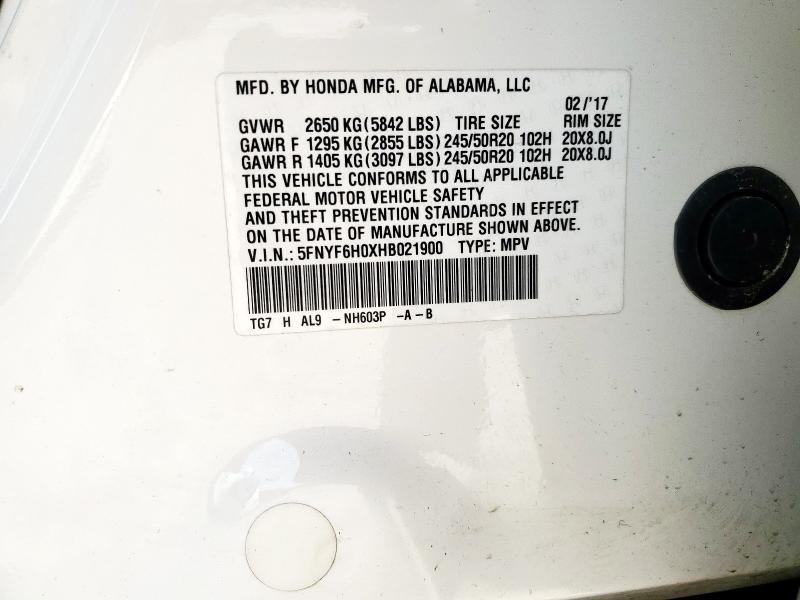 MFD. BY HONDA MFG. OF ALABAMA, LLC
02/'17
GVWR 2650 KG(5842 LBS) TIRE SIZE RIM SIZE
GAWR F 1295 KG(2855 LBS) 245/50R20 102H 20X8.0J
GAWR R 1405 KG(3097 LBS) 245/50R20 102H 20X8.0J
THIS VEHICLE CONFORMS TO ALL APPLICABLE
FEDERAL MOTOR VEHICLE SAFETY
AND THEFT PREVENTION STANDARDS IN EFFECT
ON THE DATE OF MANUFACTURE SHOWN ABOVE.
V.I.N.: 5FNYF6H0XHB021900 TYPE: MPV
TG7 H AL9 -NH603P -A-B